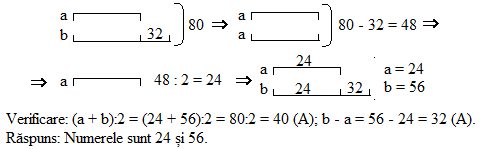 a
b 32 80 ⇒ a a 80 - 32 = 48 ⇒
⇒ a 48 : 2 = 24 ⇒ a 24 a = 24
b 24 32 b = 56
Verificare: (a + b):2 = (24 + 56):2 = 80:2 = 40 (A); b - a = 56 - 24 = 32 (A).
Răspuns: Numerele sunt 24 și 56.